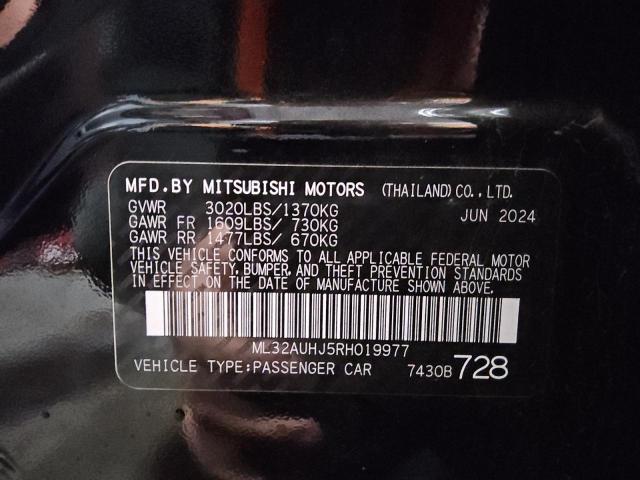 MFD.BY MITSUBISHI MOTORS (THAILAND)CO.,LTD.
GVWR 3020LBS/1370KG JUN 2024
GAWR FR 1609LBS/ 730KG
GAWR RR 1477LBS/ 670KG
THIS VEHICLE CONFORMS TO ALL APPLICABLE FEDERAL MOTOR
VEHICLE SAFETY, BUMPER, AND THEFT PREVENTION STANDARDS
IN EFFECT ON THE DATE OF MANUFACTURE SHOWN ABOVE.
ML32AUHJ5RH019977
VEHICLE TYPE:PASSENGER CAR 7430B 728